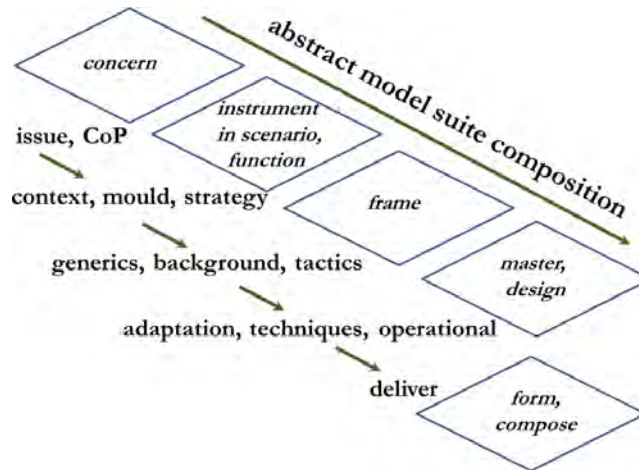 concern
abstract model suite composition
issue, CoP
instrument
in scenario,
function
context, mould, strategy
frame
generics, background, tactics
master,
design
adaptation, techniques, operational
deliver
form,
compose